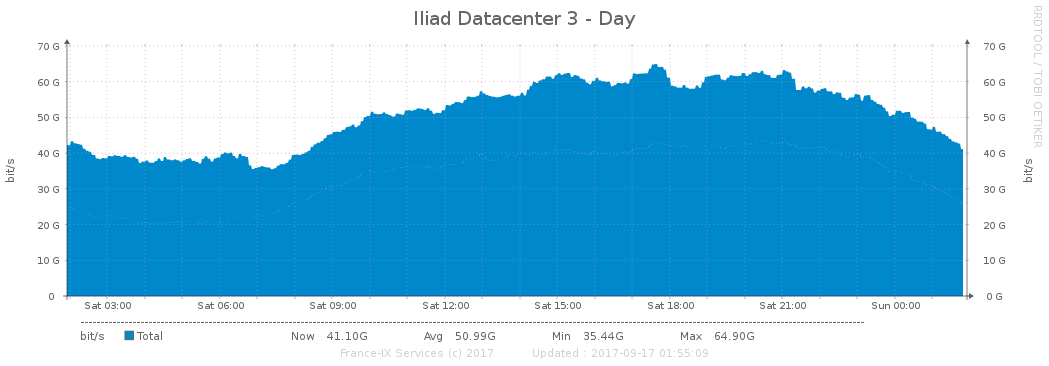 Iliad Datacenter 3 - Day
RRDTOOL / TOBI OETIKER
70 G 70 G
60 G 60 G
50 G 50 G
40 G 40 G
30 G 30 G
20 G 20 G
10 G 10 G
0 0 G
bit/s
bit/s
Sat 03:00 Sat 06:00 Sat 09:00 Sat 12:00 Sat 15:00 Sat 18:00 Sat 21:00 Sun 00:00
bit/s Total Now 41.10G Avg 50.99G Min 35.44G Max 64.90G
France-IX Services (c) 2017 Updated : 2017-09-17 01:55:09